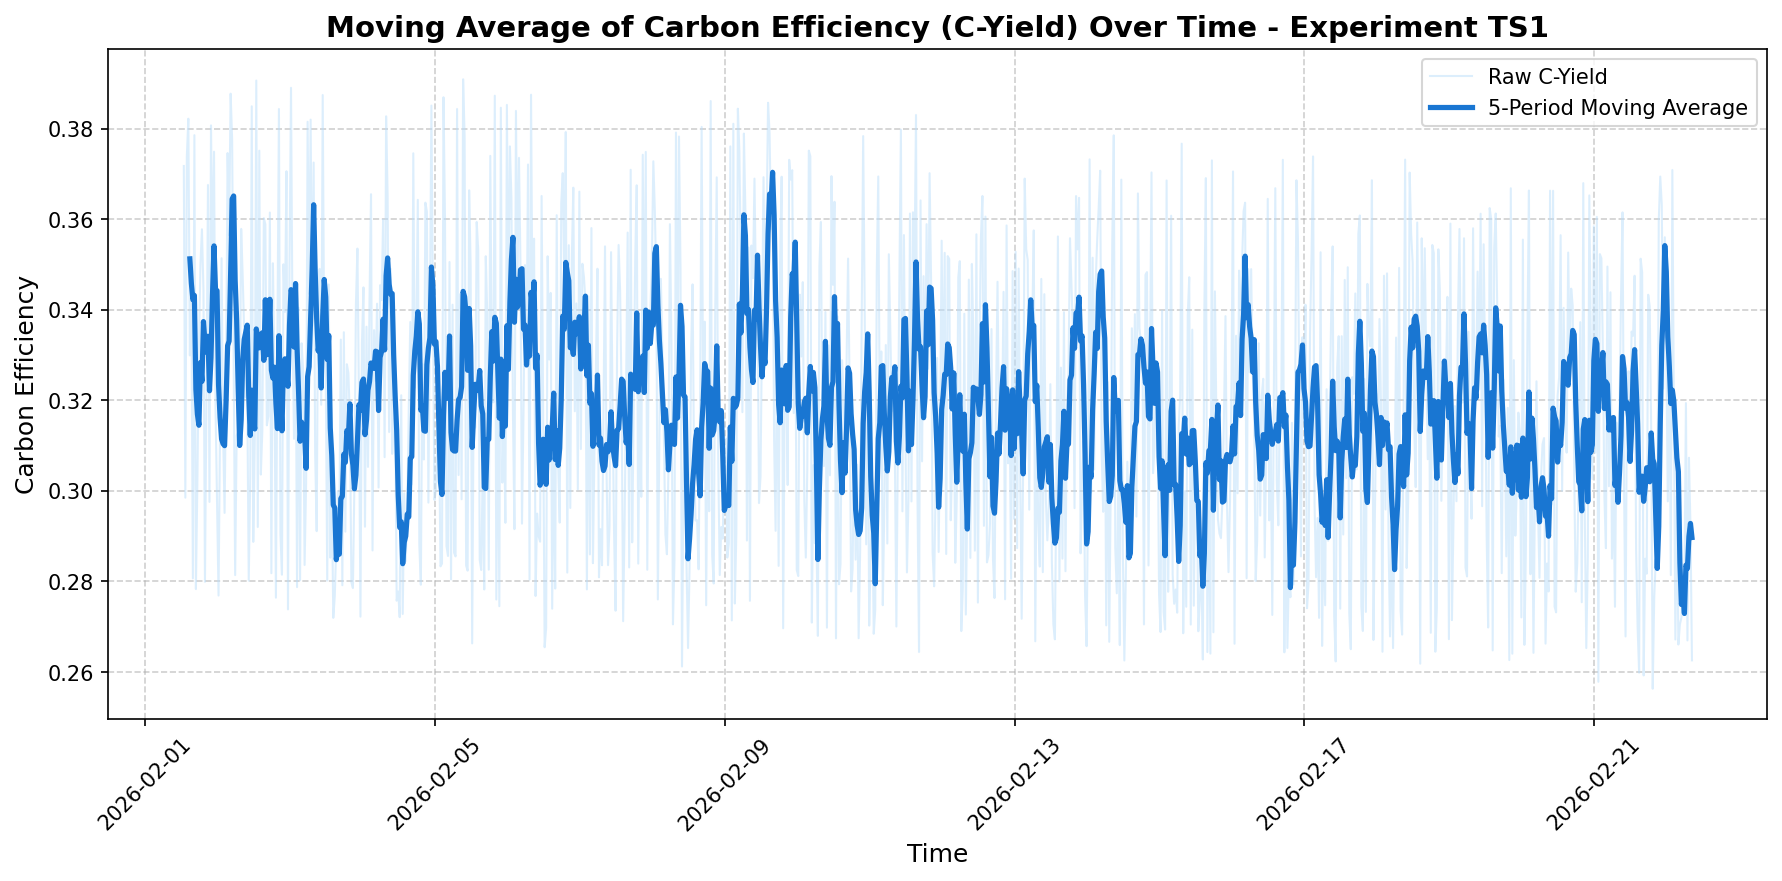 Moving Average of Carbon Efficiency (C-Yield) Over Time - Experiment TS1
Raw C-Yield
5-Period Moving Average
Carbon Efficiency
0.38
0.36
0.34
0.32
0.30
0.28
0.26
2026-02-01
2026-02-05
2026-02-09
2026-02-13
2026-02-17
2026-02-21
Time